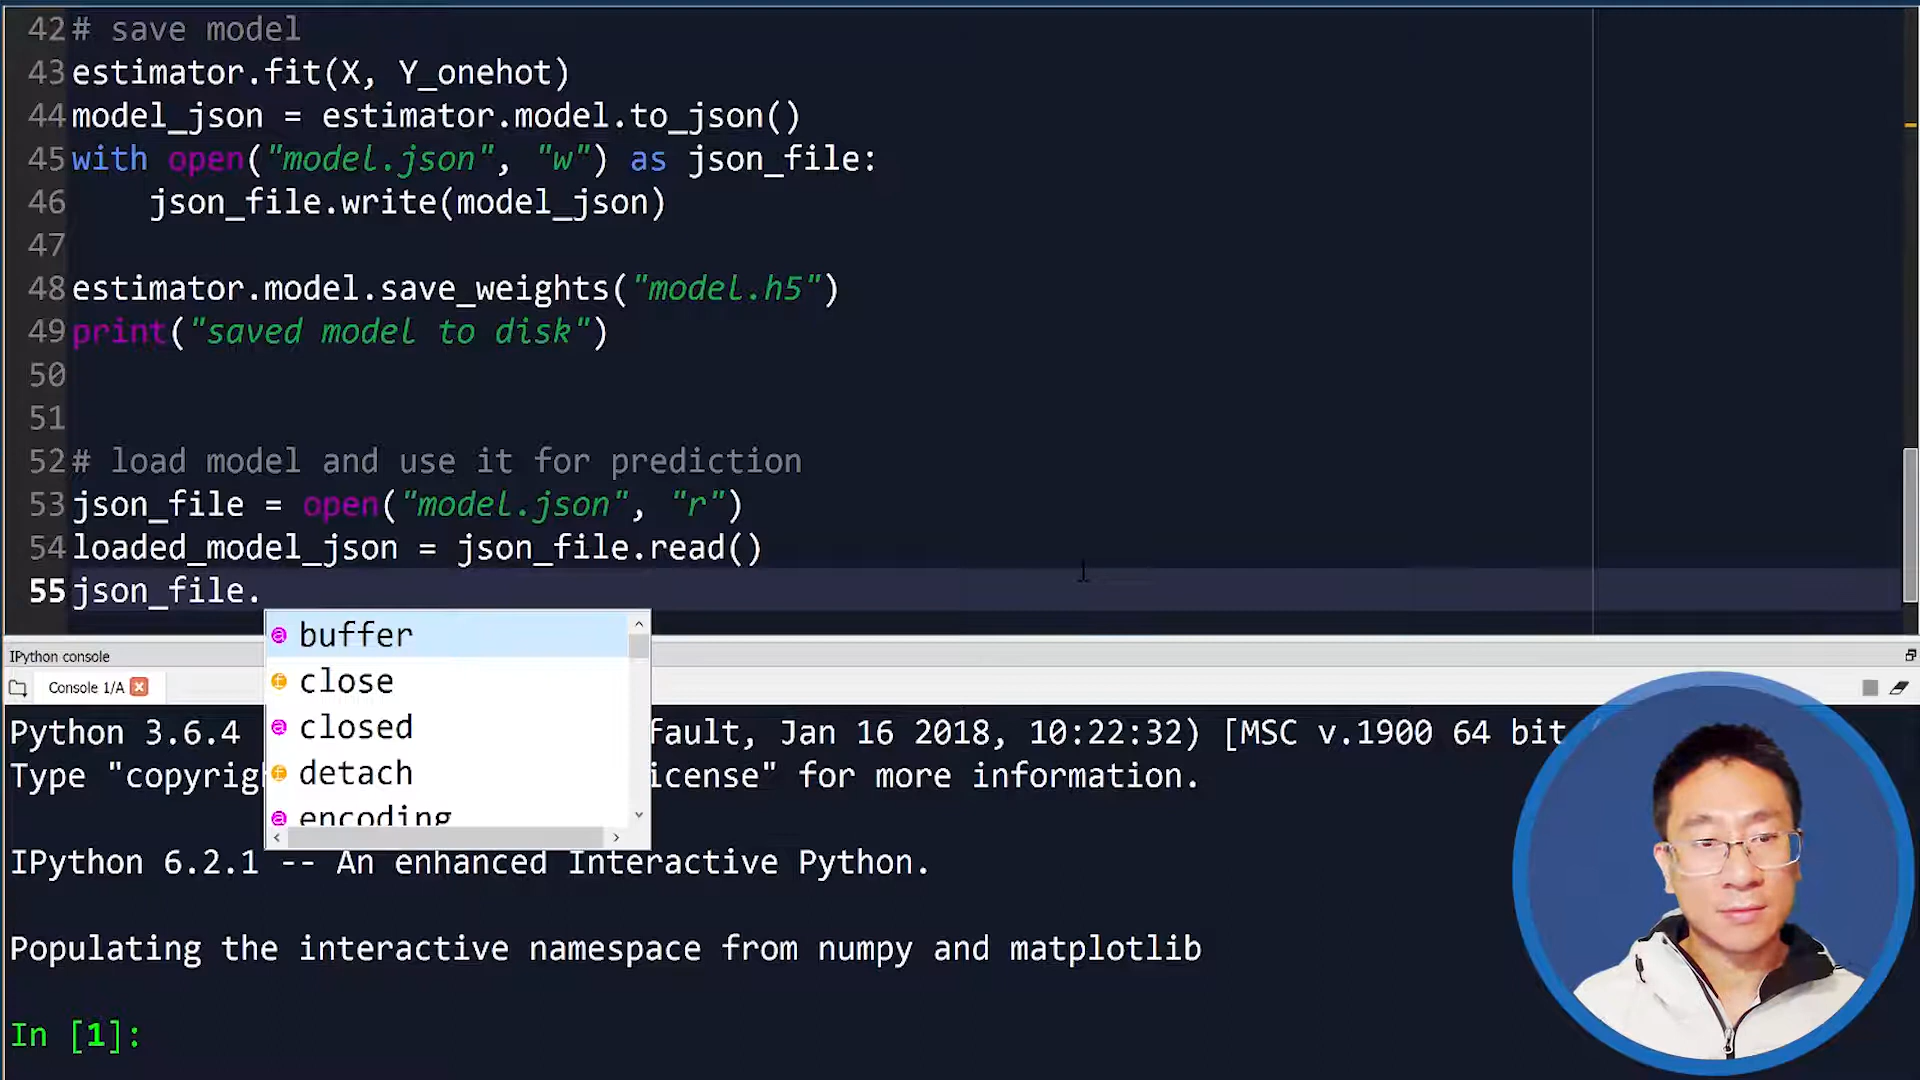 42 # save model
43 estimator.fit(X, Y_onehot)
44 model_json = estimator.model.to_json()
45 with open("model.json", "w") as json_file:
46     json_file.write(model_json)
47
48 estimator.model.save_weights("model.h5")
49 print("saved model to disk")
50
51
52 # load model and use it for prediction
53 json_file = open("model.json", "r")
54 loaded_model_json = json_file.read()
55 json_file.
buffer
close
closed
detach
encoding
IPython console
Console 1/A
Python 3.6.4 fault, Jan 16 2018, 10:22:32) [MSC v.1900 64 bit
Type "copyrig icense" for more information.
IPython 6.2.1 -- An enhanced Interactive Python.
Populating the interactive namespace from numpy and matplotlib
In [1]: